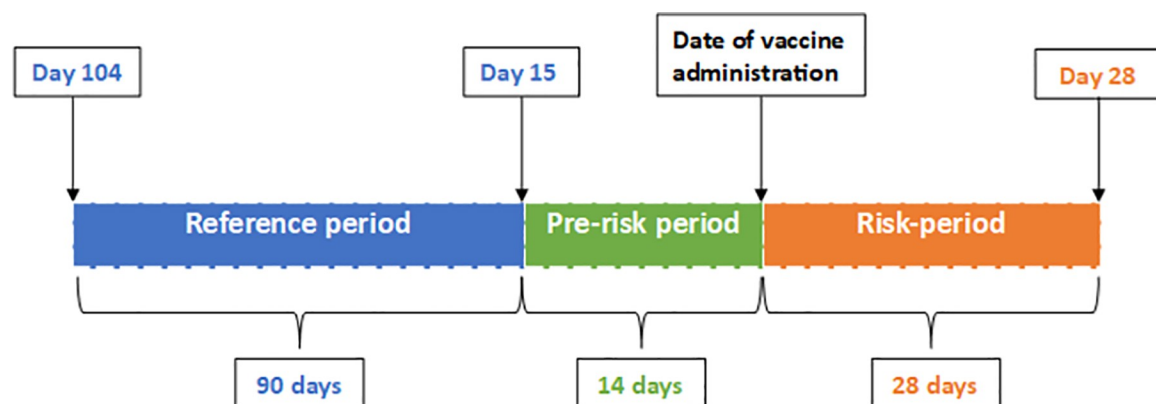 Day 104
Day 15
Date of vaccine
administration
Day 28
Reference period
Pre-risk period
Risk-period
90 days
14 days
28 days